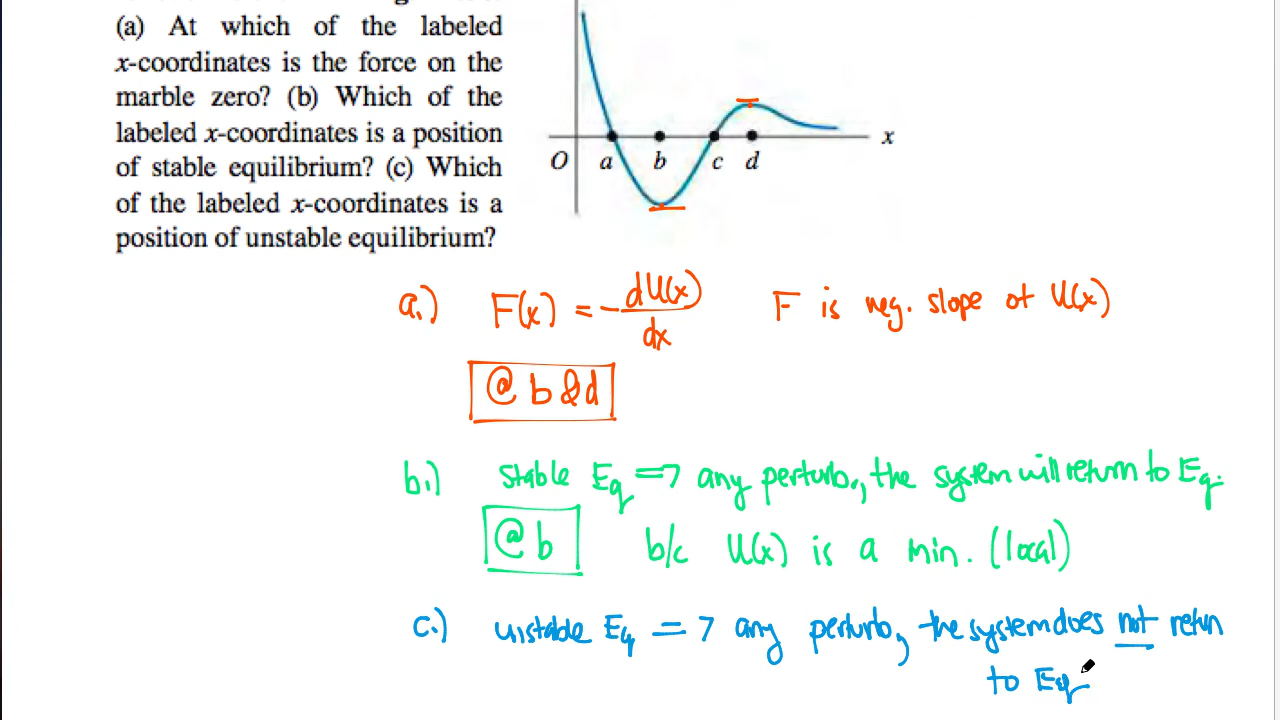 (a) At which of the labeled
x-coordinates is the force on the
marble zero? (b) Which of the
labeled x-coordinates is a position
of stable equilibrium? (c) Which
of the labeled x-coordinates is a
position of unstable equilibrium?
O a b c d x
a.) F(x) = - dU(x)/dx F is neg. slope of U(x)
@ b & d
b.) Stable Eq => any perturb., the system will return to Eq.
@ b b/c U(x) is a min. (local)
c.) unstable Eq => any perturb, the system does not return
to Eq